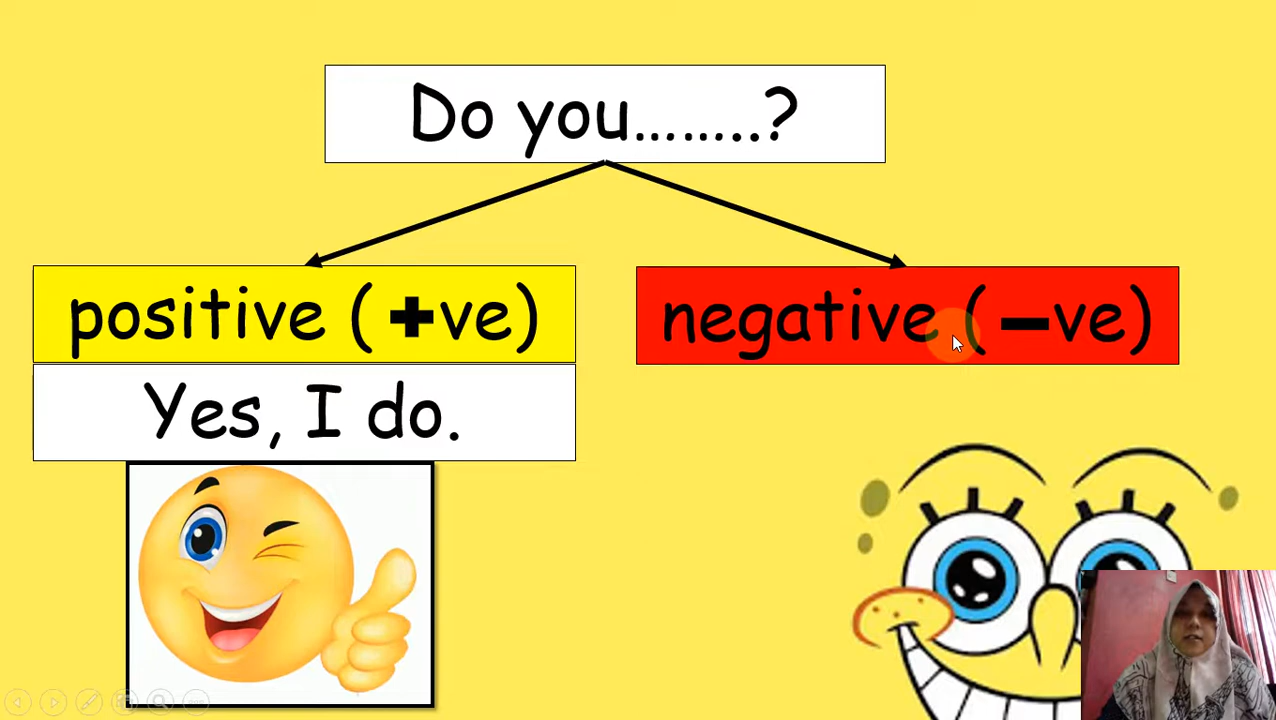 Do you……..?
positive ( +ve)
negative ( –ve)
Yes, I do.